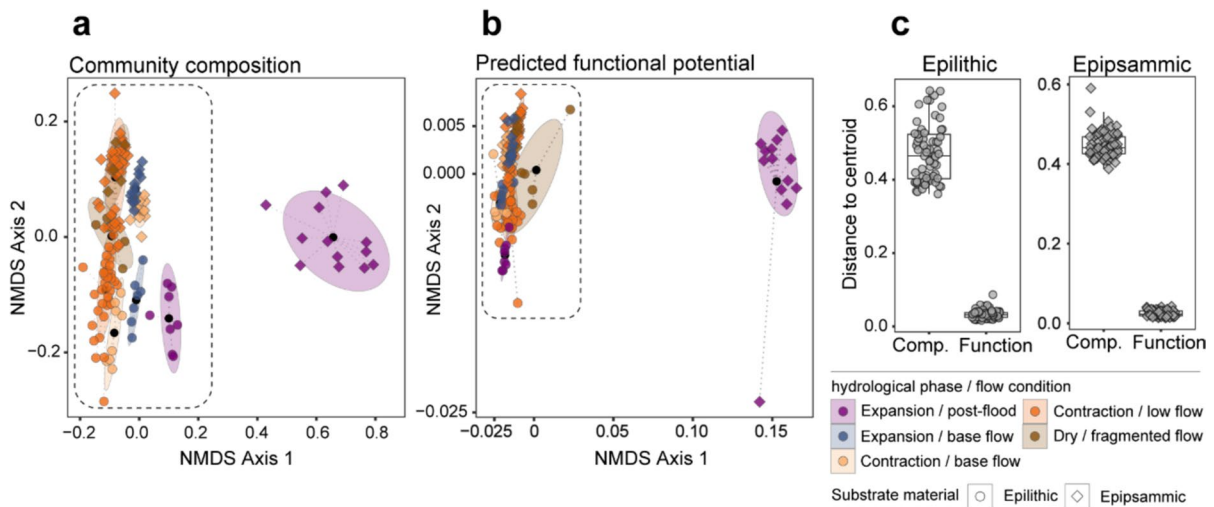 a
Community composition
0.2
0.0
−0.2
NMDS Axis 2
−0.2 0.0 0.2 0.4 0.6 0.8
NMDS Axis 1
b
Predicted functional potential
0.005
0.000
−0.025
NMDS Axis 2
−0.025 0 0.05 0.10 0.15
NMDS Axis 1
c
Epilithic
Epipsammic
Distance to centroid
0.6
0.4
0.2
0.0
Comp. Function
0.6
0.4
0.2
0.0
Comp. Function
hydrological phase / flow condition
Expansion / post-flood
Contraction / low flow
Expansion / base flow
Dry / fragmented flow
Contraction / base flow
Substrate material Epilithic Epipsammic